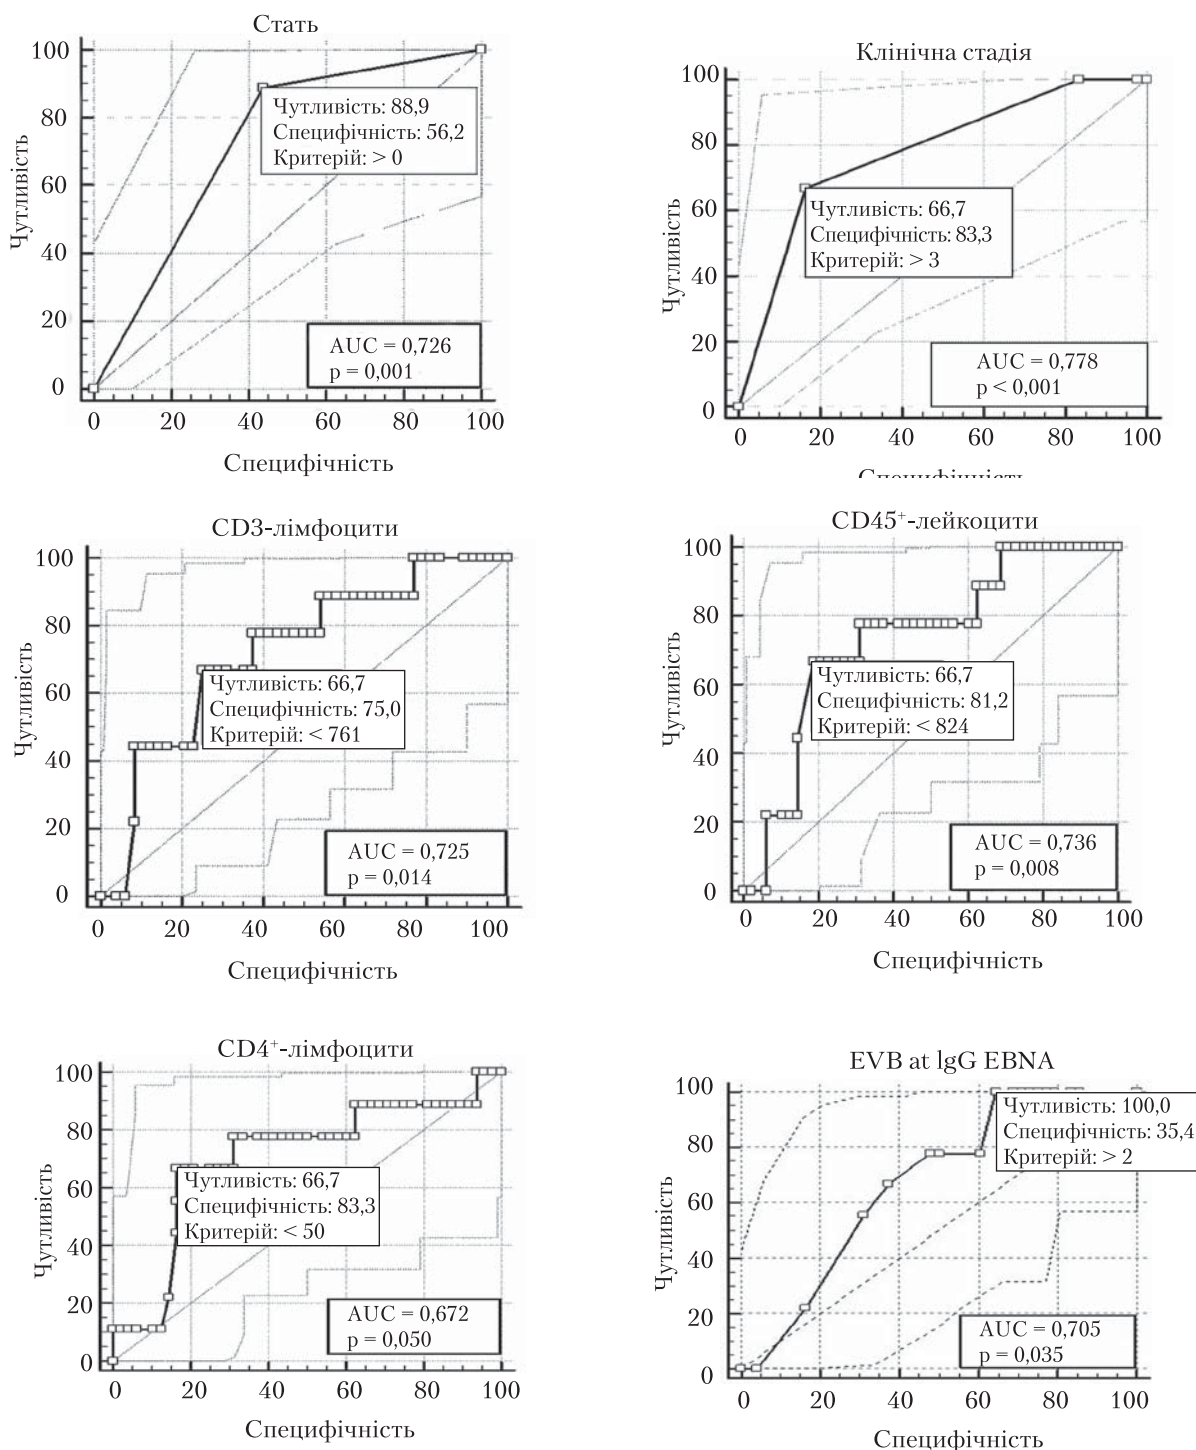 Стать
100
80
60
40
20
0
Чутливість
Чутливість: 88,9
Специфічність: 56,2
Критерій: > 0
AUC = 0,726
p = 0,001
0 20 40 60 80 100
Специфічність
Клінічна стадія
100
80
60
40
20
0
Чутливість
Чутливість: 66,7
Специфічність: 83,3
Критерій: > 3
AUC = 0,778
p < 0,001
0 20 40 60 80 100
Специфічність
CD3-лімфоцити
100
80
60
40
20
0
Чутливість
Чутливість: 66,7
Специфічність: 75,0
Критерій: < 761
AUC = 0,725
p = 0,014
0 20 40 60 80 100
Специфічність
CD45⁺-лейкоцити
100
80
60
40
20
0
Чутливість
Чутливість: 66,7
Специфічність: 81,2
Критерій: < 824
AUC = 0,736
p = 0,008
0 20 40 60 80 100
Специфічність
CD4⁺-лімфоцити
100
80
60
40
20
0
Чутливість
Чутливість: 66,7
Специфічність: 83,3
Критерій: < 50
AUC = 0,672
p = 0,050
0 20 40 60 80 100
Специфічність
EVB at lgG EBNA
100
80
60
40
20
0
Чутливість
Чутливість: 100,0
Специфічність: 35,4
Критерій: > 2
AUC = 0,705
p = 0,035
0 20 40 60 80 100
Специфічність